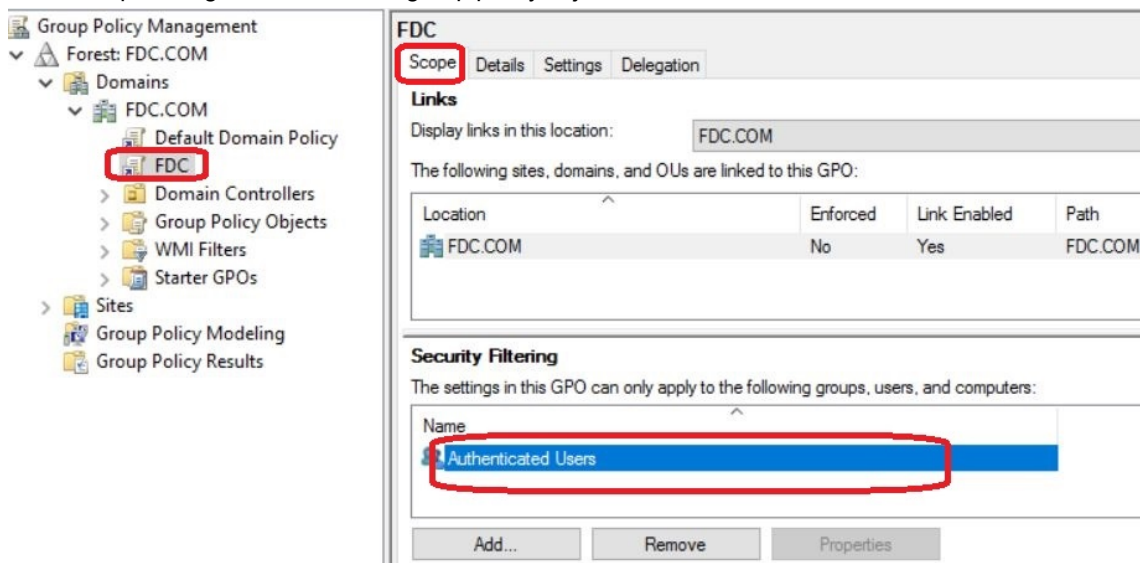 Group Policy Management
Forest: FDC.COM
Domains
FDC.COM
Default Domain Policy
FDC
Domain Controllers
Group Policy Objects
WMI Filters
Starter GPOs
Sites
Group Policy Modeling
Group Policy Results
FDC
Scope Details Settings Delegation
Links
Display links in this location: FDC.COM
The following sites, domains, and OUs are linked to this GPO:
Location Enforced Link Enabled Path
FDC.COM No Yes FDC.COM
Security Filtering
The settings in this GPO can only apply to the following groups, users, and computers:
Name
Authenticated Users
Add... Remove Properties